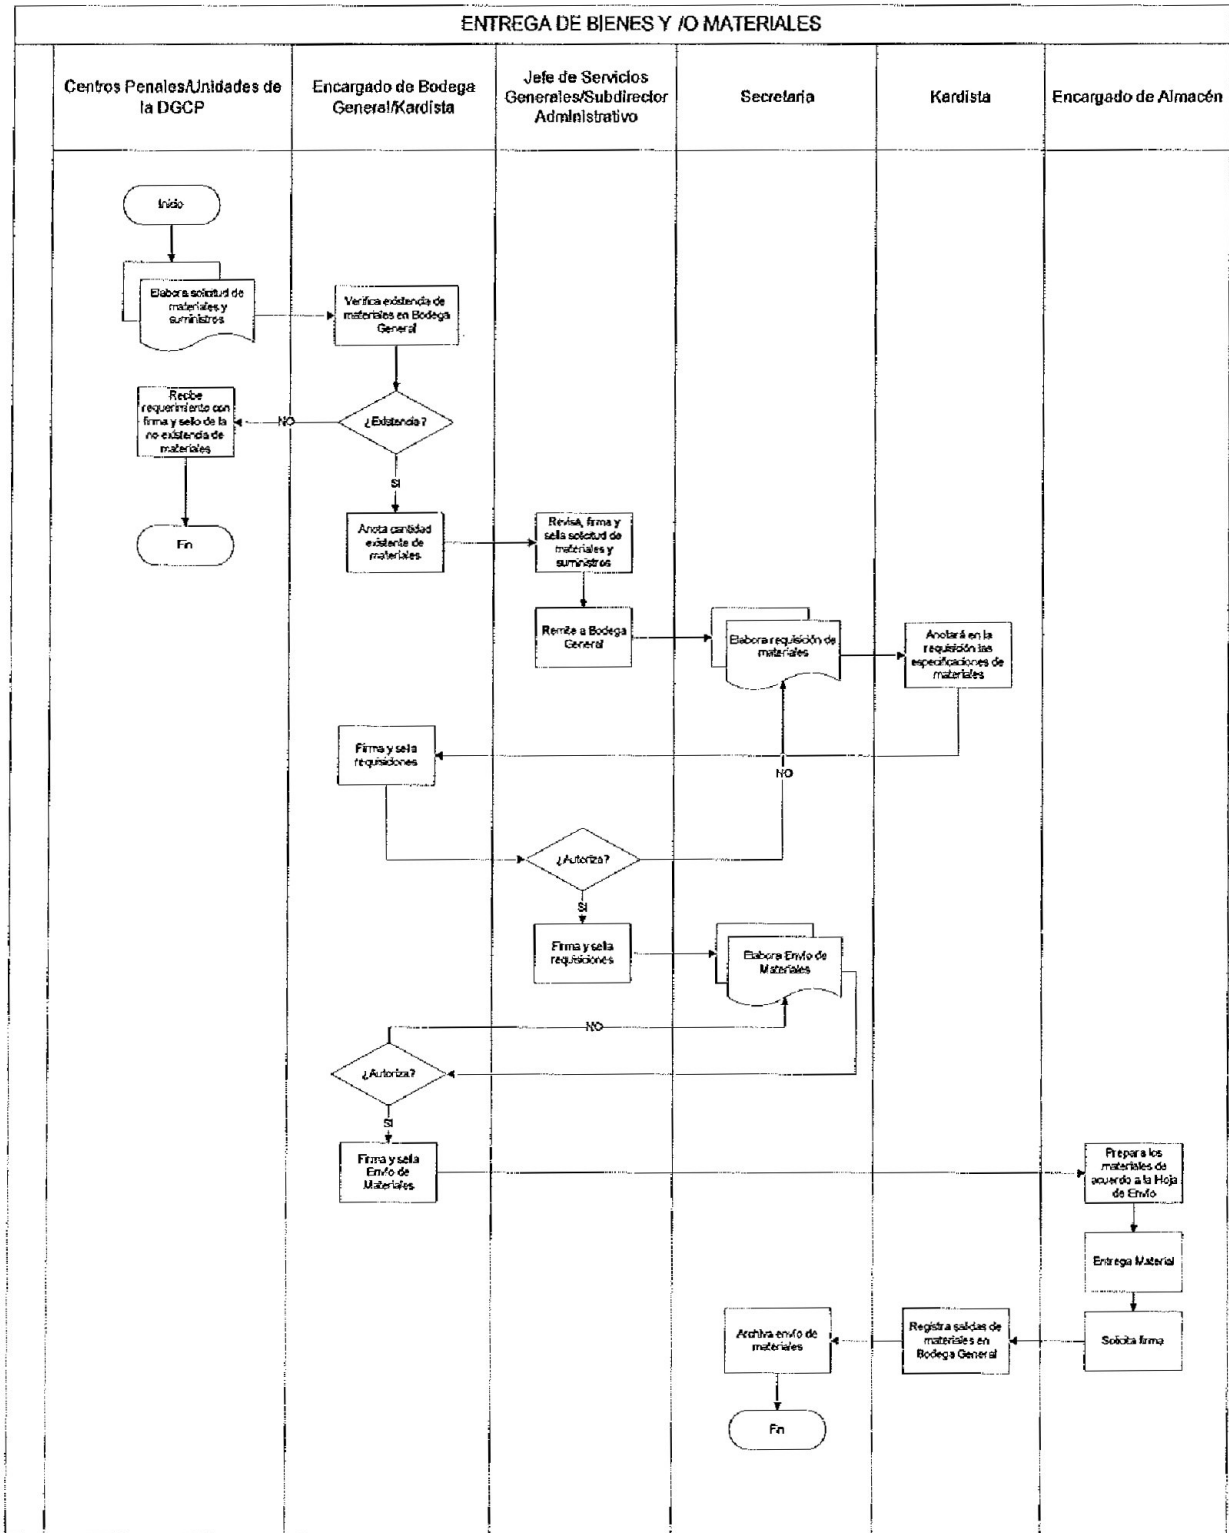 ENTREGA DE BIENES Y /O MATERIALES
Centros Penales/Unidades de
la DGCP
Encargado de Bodega
General/Kardista
Jefe de Servicios
Generales/Subdirector
Administrativo
Secretaria
Kardista
Encargado de Almacén
Inicio
Elabora solicitud de
materiales y
suministros
Verifica existencia de
materiales en Bodega
General
Recibe
requerimiento con
firma y sello de la
no existencia de
materiales
NO
¿Existencia?
SI
Fin
Anota cantidad
existente de
materiales
Revisa, firma y
sella solicitud de
materiales y
suministros
Remite a Bodega
General
Elabora requisición de
materiales
Anotará en la
requisición las
especificaciones de
materiales
Firma y sella
requisiciones
NO
¿Autoriza?
SI
Firma y sella
requisiciones
Elabora Envío de
Materiales
NO
¿Autoriza?
SI
Firma y sella
Envío de
Materiales
Prepara los
materiales de
acuerdo a la Hoja
de Envío
Entrega Material
Archiva envío de
materiales
Registra salidas de
materiales en
Bodega General
Solicita firma
Fin